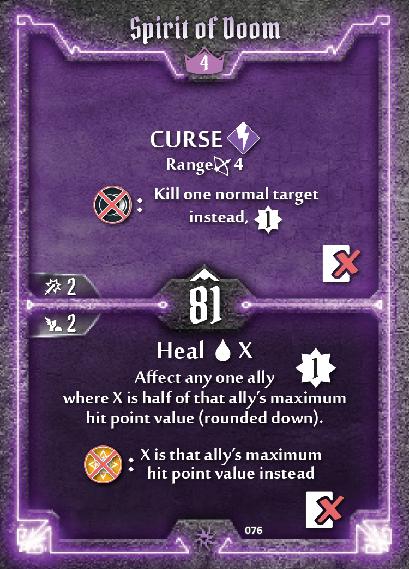 Spirit of Doom
4
CURSE
Range 4
: Kill one normal target
instead, 1
2
81
2
Heal X
1
Affect any one ally
where X is half of that ally's maximum
hit point value (rounded down).
: X is that ally's maximum
hit point value instead
076